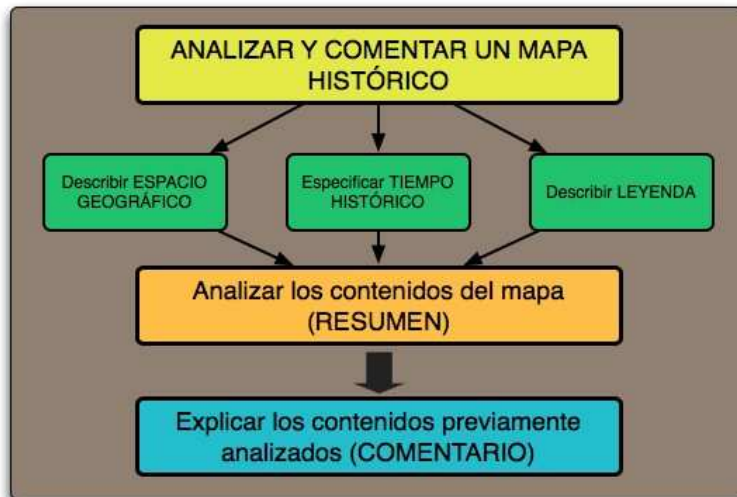 ANALIZAR Y COMENTAR UN MAPA
HISTÓRICO
Describir ESPACIO
GEOGRÁFICO
Especificar TIEMPO
HISTÓRICO
Describir LEYENDA
Analizar los contenidos del mapa
(RESUMEN)
Explicar los contenidos previamente
analizados (COMENTARIO)